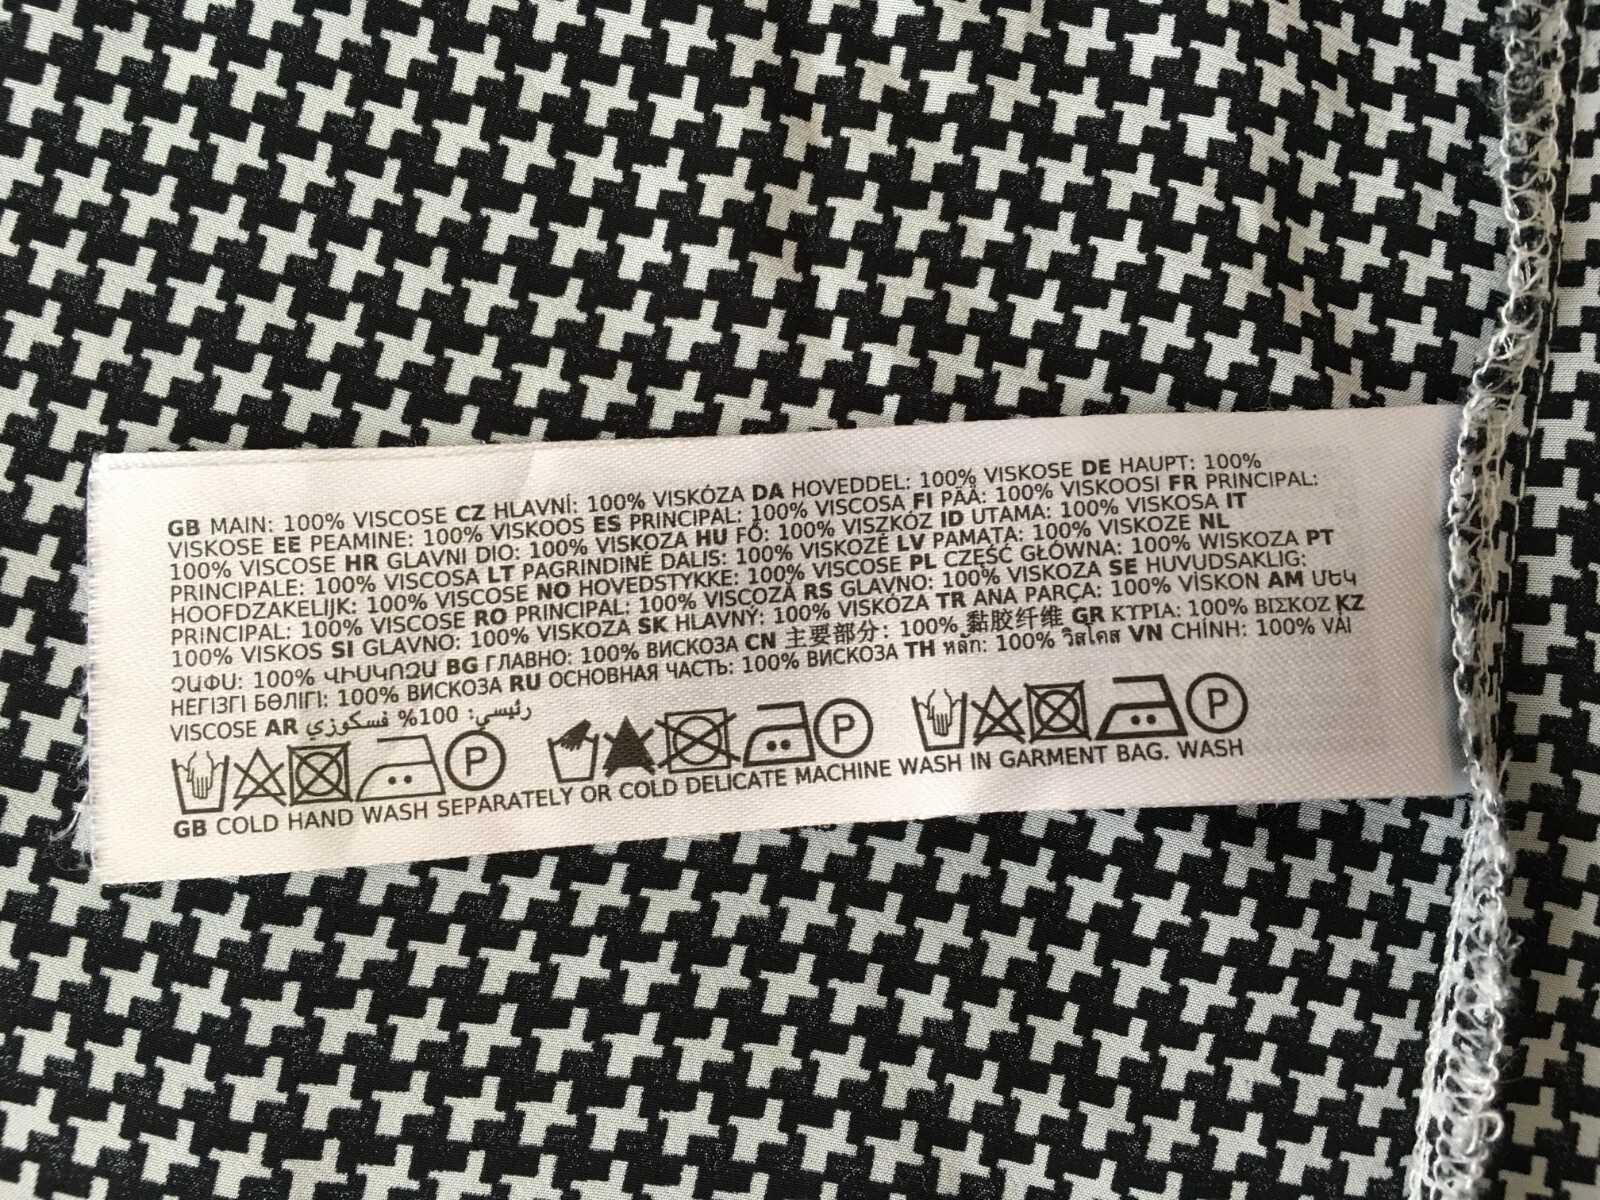 GB MAIN: 100% VISCOSE CZ HLAVNÍ: 100% VISKÓZA DA HOVEDDEL: 100% VISKOSE DE HAUPT: 100%
VISKOSE EE PEAMINE: 100% VISKOOS ES PRINCIPAL: 100% VISCOSA FI PÄÄ: 100% VISKOOSI FR PRINCIPAL:
100% VISCOSE HR GLAVNI DIO: 100% VISKOZA HU FŐ: 100% VISZKÓZ ID UTAMA: 100% VISKOSA IT
PRINCIPALE: 100% VISCOSA LT PAGRINDINĖ DALIS: 100% VISKOZĖ LV PAMATA: 100% VISKOZE NL
HOOFDZAKELIJK: 100% VISCOSE NO HOVEDSTYKKE: 100% VISCOSE PL CZĘŚĆ GŁÓWNA: 100% WISKOZA PT
PRINCIPAL: 100% VISCOSE RO PRINCIPAL: 100% VISCOZĂ RS GLAVNO: 100% VISKOZA SE HUVUDSAKLIG:
100% VISKOS SI GLAVNO: 100% VISKOZA SK HLAVNÝ: 100% VISKÓZA TR ANA PARÇA: 100% VİSKON AM ՄԵԿ
ՉԱՓՍ: 100% ՎԻՍԿՈԶԱ BG ГЛАВНО: 100% ВИСКОЗА CN 主要部分: 100% 黏胶纤维 GR ΚΥΡΙΑ: 100% ΒΙΣΚΟΖ KZ
НЕГІЗГІ БӨЛІГІ: 100% ВИСКОЗА RU ОСНОВНАЯ ЧАСТЬ: 100% ВИСКОЗА TH หลัก: 100% วิสโคส VN CHÍNH: 100% VẢI
VISCOSE AR رئيسي: 100% فسكوزي
P P P
GB COLD HAND WASH SEPARATELY OR COLD DELICATE MACHINE WASH IN GARMENT BAG. WASH